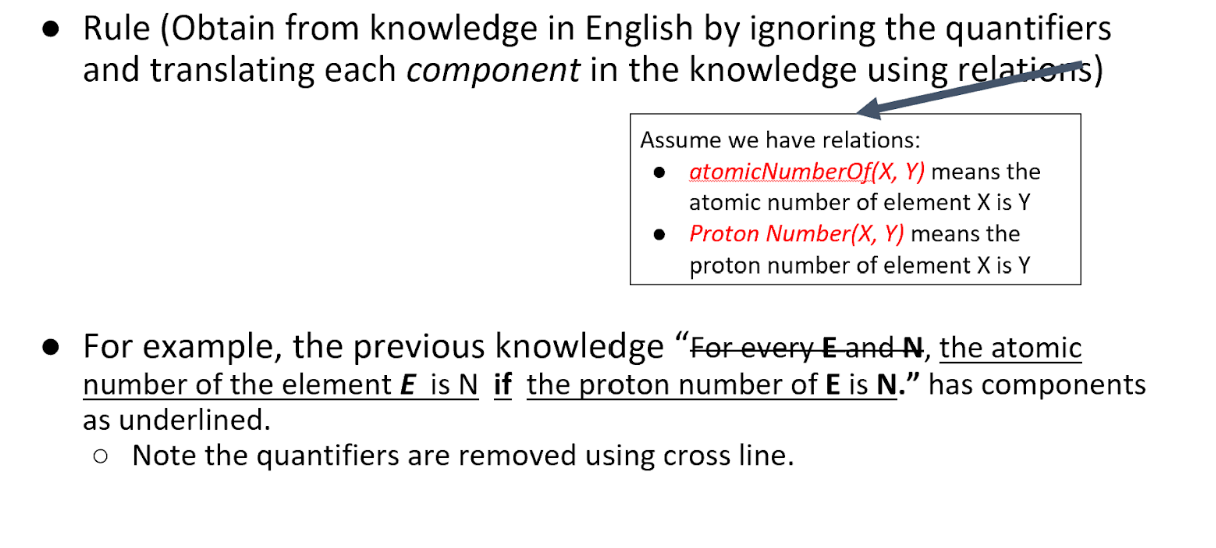 ● Rule (Obtain from knowledge in English by ignoring the quantifiers
and translating each component in the knowledge using relations)
Assume we have relations:
● atomicNumberOf(X, Y) means the
atomic number of element X is Y
● Proton Number(X, Y) means the
proton number of element X is Y
● For example, the previous knowledge “For every E and N, the atomic
number of the element E is N if the proton number of E is N.” has components
as underlined.
○ Note the quantifiers are removed using cross line.